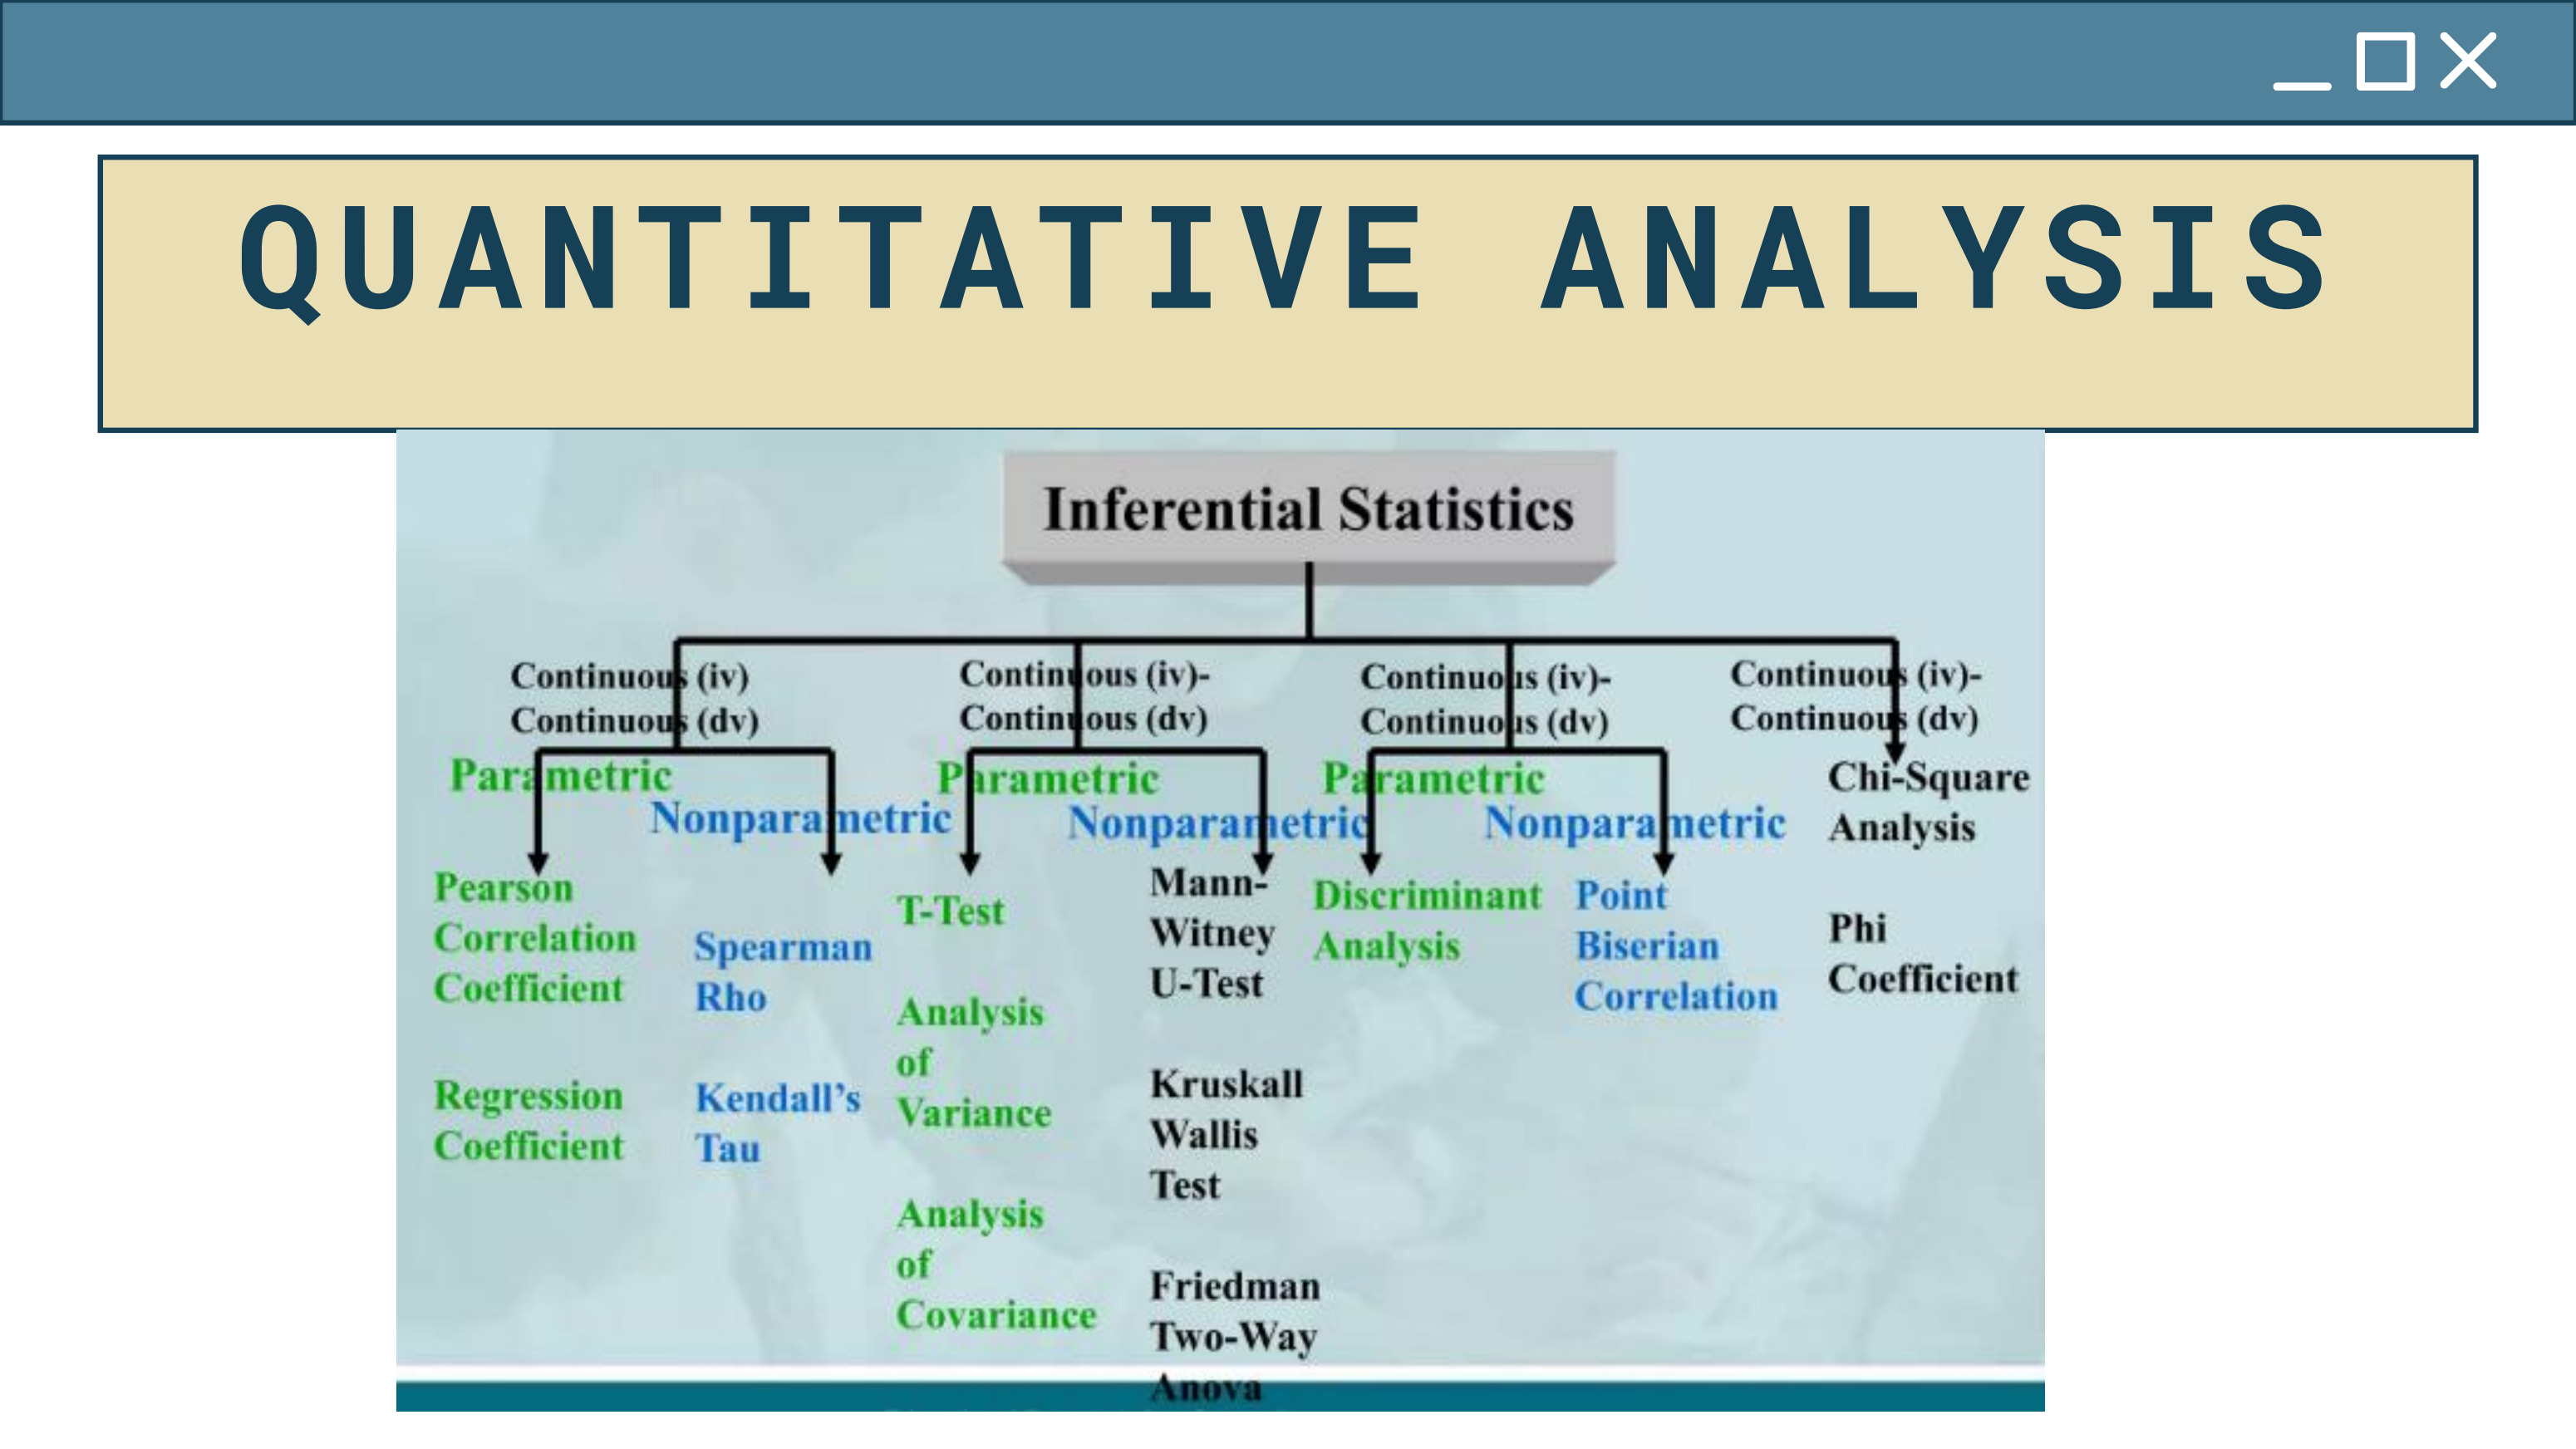 QUANTITATIVE ANALYSIS
Inferential Statistics
Continuous (iv)
Continuous (dv)
Parametric
Nonparametric
Pearson
Correlation
Coefficient
Regression
Coefficient
Spearman
Rho
Kendall’s
Tau
Continuous (iv)-
Continuous (dv)
Parametric
Nonparametric
T-Test
Analysis
of
Variance
Analysis
of
Covariance
Mann-
Witney
U-Test
Kruskall
Wallis
Test
Friedman
Two-Way
Anova
Continuous (iv)-
Continuous (dv)
Parametric
Nonparametric
Discriminant
Analysis
Point
Biserian
Correlation
Continuous (iv)-
Continuous (dv)
Chi-Square
Analysis
Phi
Coefficient